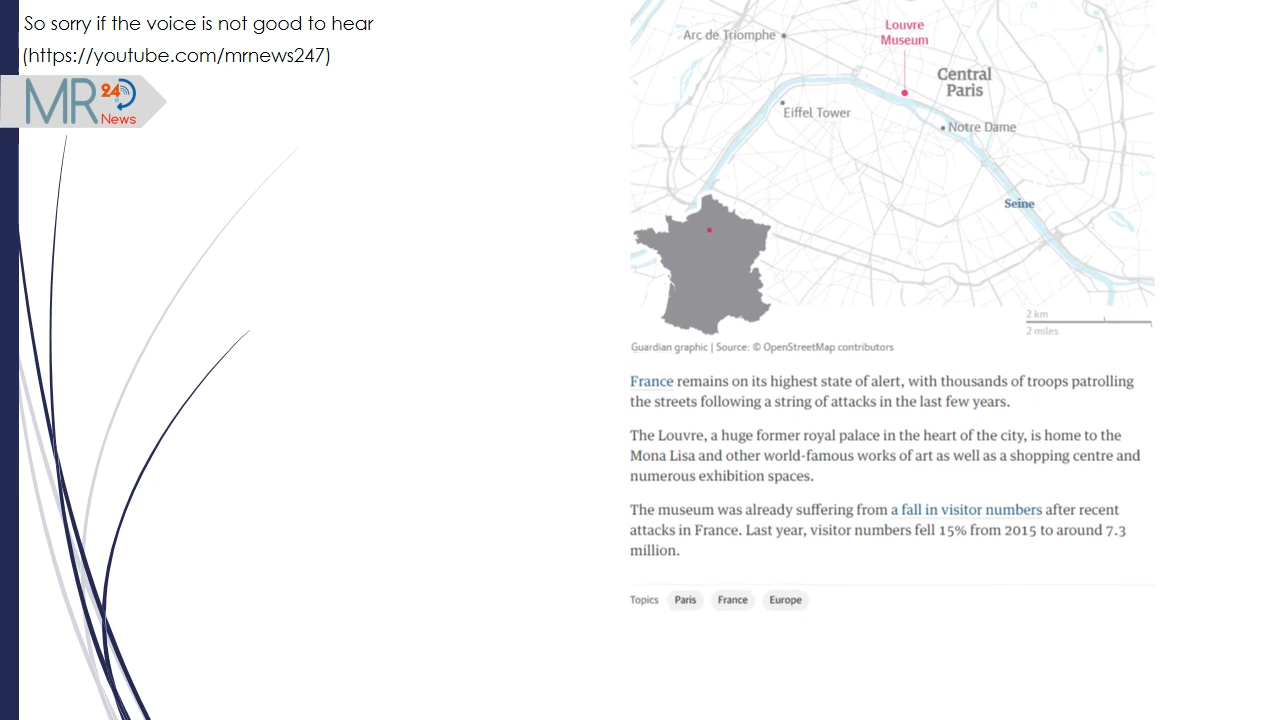 So sorry if the voice is not good to hear
(https://youtube.com/mrnews247)
MR 24
News
Arc de Triomphe
Louvre
Museum
Central
Paris
Eiffel Tower
Notre Dame
Seine
2 km
2 miles
Guardian graphic | Source: © OpenStreetMap contributors
France remains on its highest state of alert, with thousands of troops patrolling
the streets following a string of attacks in the last few years.
The Louvre, a huge former royal palace in the heart of the city, is home to the
Mona Lisa and other world-famous works of art as well as a shopping centre and
numerous exhibition spaces.
The museum was already suffering from a fall in visitor numbers after recent
attacks in France. Last year, visitor numbers fell 15% from 2015 to around 7.3
million.
Topics Paris France Europe